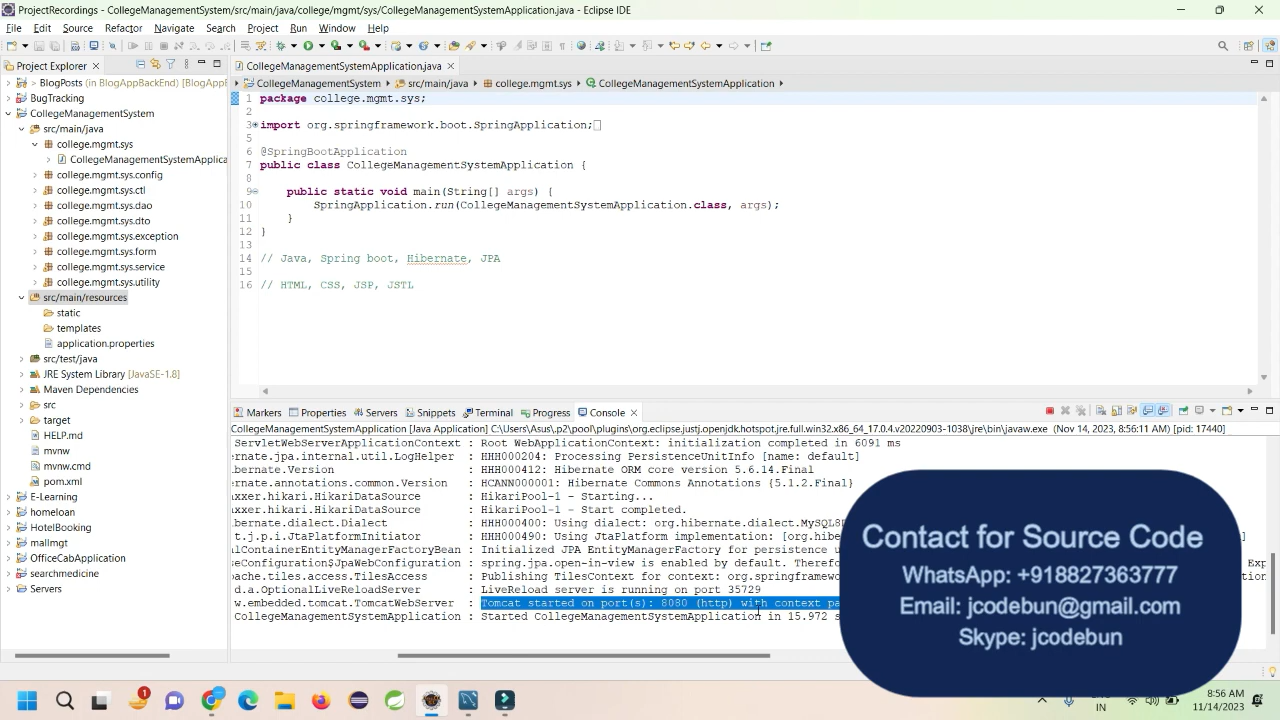 ProjectRecordings - CollegeManagementSystem/src/main/java/college/mgmt/sys/CollegeManagementSystemApplication.java - Eclipse IDE
File Edit Source Refactor Navigate Search Project Run Window Help
Project Explorer
BlogPosts (in BlogAppBackEnd) [BlogAppF
BugTracking
CollegeManagementSystem
src/main/java
college.mgmt.sys
CollegeManagementSystemApplica
college.mgmt.sys.config
college.mgmt.sys.ctl
college.mgmt.sys.dao
college.mgmt.sys.dto
college.mgmt.sys.exception
college.mgmt.sys.form
college.mgmt.sys.service
college.mgmt.sys.utility
src/main/resources
static
templates
application.properties
src/test/java
JRE System Library [JavaSE-1.8]
Maven Dependencies
src
target
HELP.md
mvnw
mvnw.cmd
pom.xml
E-Learning
homeloan
HotelBooking
mallmgt
OfficeCabApplication
searchmedicine
Servers
CollegeManagementSystemApplication.java
CollegeManagementSystem src/main/java college.mgmt.sys CollegeManagementSystemApplication
1 package college.mgmt.sys;
2
3 import org.springframework.boot.SpringApplication;
5
6 @SpringBootApplication
7 public class CollegeManagementSystemApplication {
8
9 public static void main(String[] args) {
10 SpringApplication.run(CollegeManagementSystemApplication.class, args);
11 }
12 }
13
14 // Java, Spring boot, Hibernate, JPA
15
16 // HTML, CSS, JSP, JSTL
Markers Properties Servers Snippets Terminal Progress Console
CollegeManagementSystemApplication [Java Application] C:\Users\Asus\.p2\pool\plugins\org.eclipse.justj.openjdk.hotspot.jre.full.win32.x86_64_17.0.4.v20220903-1038\jre\bin\javaw.exe (Nov 14, 2023, 8:56:11 AM) [pid: 17440]
ServletWebServerApplicationContext : Root WebApplicationContext: initialization completed in 6091 ms
ernate.jpa.internal.util.LogHelper : HHH000204: Processing PersistenceUnitInfo [name: default]
ibernate.Version : HHH000412: Hibernate ORM core version 5.6.14.Final
ernate.annotations.common.Version : HCANN000001: Hibernate Commons Annotations {5.1.2.Final}
axxer.hikari.HikariDataSource : HikariPool-1 - Starting...
axxer.hikari.HikariDataSource : HikariPool-1 - Start completed.
ibernate.dialect.Dialect : HHH000400: Using dialect: org.hibernate.dialect.MySQL8D
t.j.p.i.JtaPlatformInitiator : HHH000490: Using JtaPlatform implementation: [org.hibe
alContainerEntityManagerFactoryBean : Initialized JPA EntityManagerFactory for persistence u
eConfiguration$JpaWebConfiguration : spring.jpa.open-in-view is enabled by default. Therefo Exp
ache.tiles.access.TilesAccess : Publishing TilesContext for context: org.springframewo
d.a.OptionalLiveReloadServer : LiveReload server is running on port 35729
w.embedded.tomcat.TomcatWebServer : Tomcat started on port(s): 8080 (http) with context pa
CollegeManagementSystemApplication : Started CollegeManagementSystemApplication in 15.972 s
Contact for Source Code
WhatsApp: +918827363777
Email: jcodebun@gmail.com
Skype: jcodebun
1
IN
8:56 AM
11/14/2023